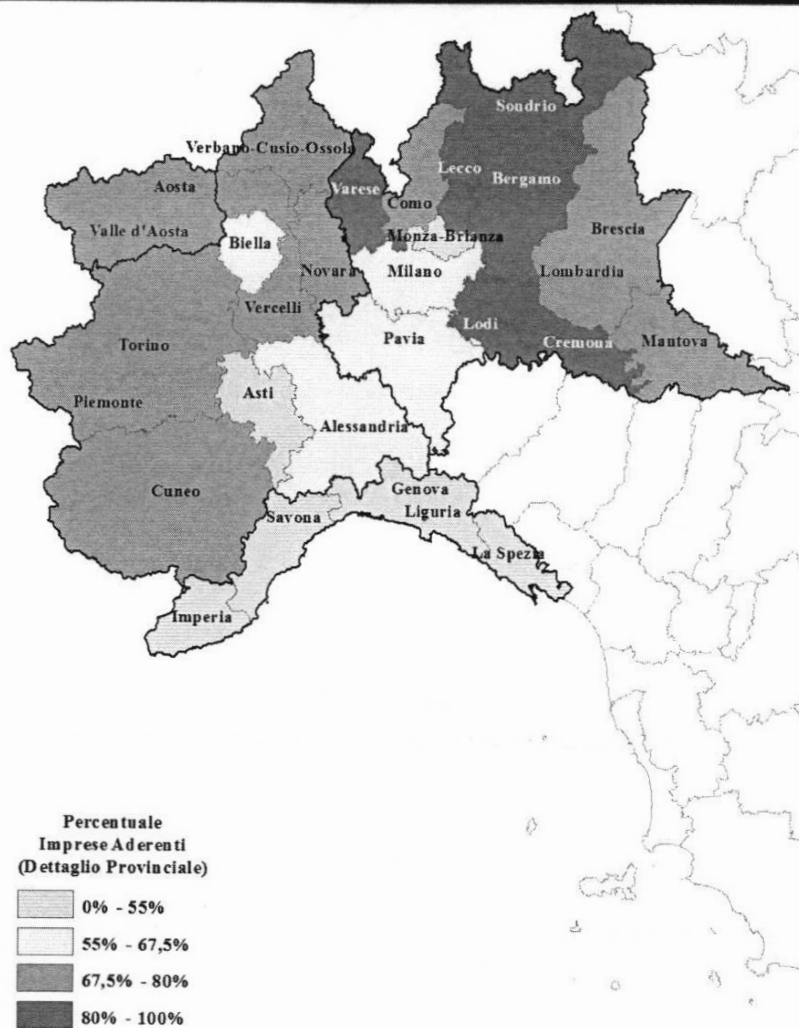 Sondrio
Verbano-Cusio-Ossola
Lecco
Aosta
Varese
Bergamo
Como
Valle d'Aosta
Biella
Monza-Brianza
Brescia
Novara
Milano
Lombardia
Vercelli
Lodi
Torino
Pavia
Cremona
Mantova
Asti
Piemonte
Alessandria
Cuneo
Genova
Savona
Liguria
La Spezia
Imperia
Percentuale
Imprese Aderenti
(Dettaglio Provinciale)
0% - 55%
55% - 67,5%
67,5% - 80%
80% - 100%